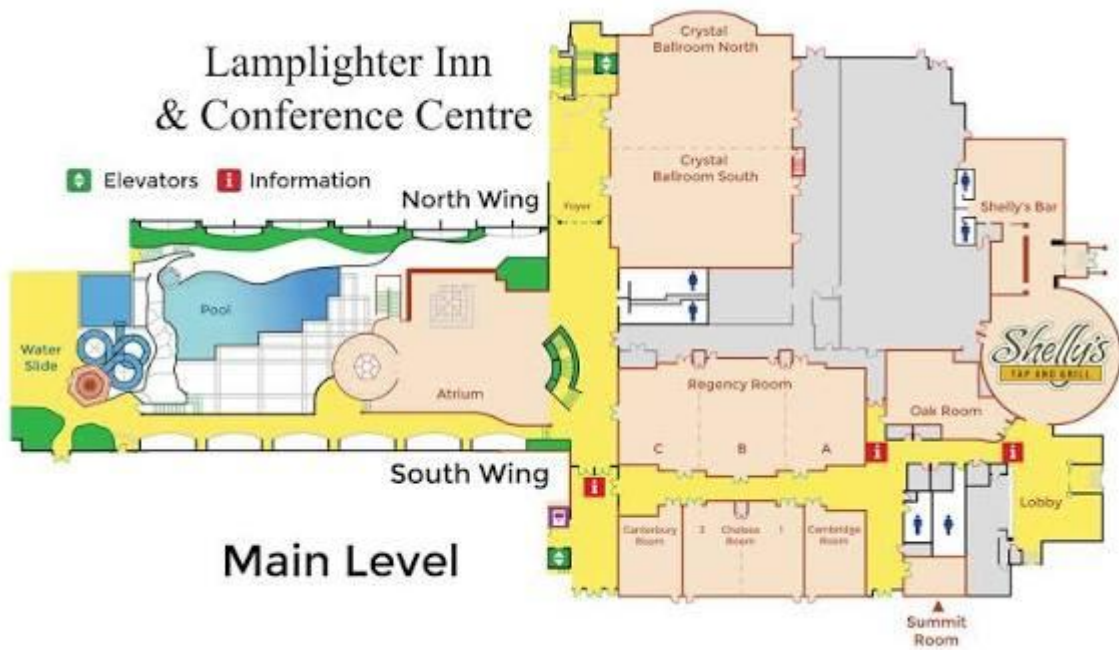 Lamplighter Inn
& Conference Centre
Elevators
Information
North Wing
Crystal
Ballroom North
Crystal
Ballroom South
Foyer
Shelly's Bar
Pool
Water
Slide
Atrium
Regency Room
C
B
A
Oak Room
Shelly's
TAP AND GRILL
South Wing
Lobby
Canterbury
Room
2
Chelsea
Room
1
Cambridge
Room
Main Level
Summit
Room